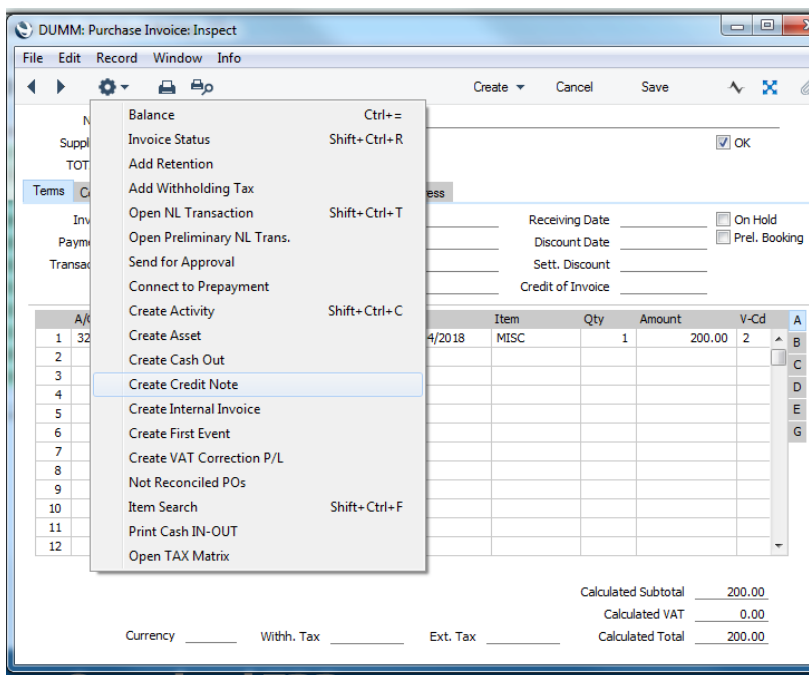 DUMM: Purchase Invoice: Inspect
File Edit Record Window Info
Create Cancel Save
Balance Ctrl+=
Invoice Status Shift+Ctrl+R
OK
Add Retention
Terms
Add Withholding Tax
Open NL Transaction Shift+Ctrl+T
Receiving Date
On Hold
Open Preliminary NL Trans.
Discount Date
Prel. Booking
Send for Approval
Sett. Discount
Connect to Prepayment
Credit of Invoice
Create Activity Shift+Ctrl+C
Item Qty Amount V-Cd A
Create Asset
1 32 4/2018 MISC 1 200.00 2 B
2 Create Cash Out
C
3 Create Credit Note
D
4
5 Create Internal Invoice
E
6 Create First Event
G
7 Create VAT Correction P/L
8
9 Not Reconciled POs
10 Item Search Shift+Ctrl+F
11 Print Cash IN-OUT
12 Open TAX Matrix
Calculated Subtotal 200.00
Calculated VAT 0.00
Currency Withh. Tax Ext. Tax Calculated Total 200.00